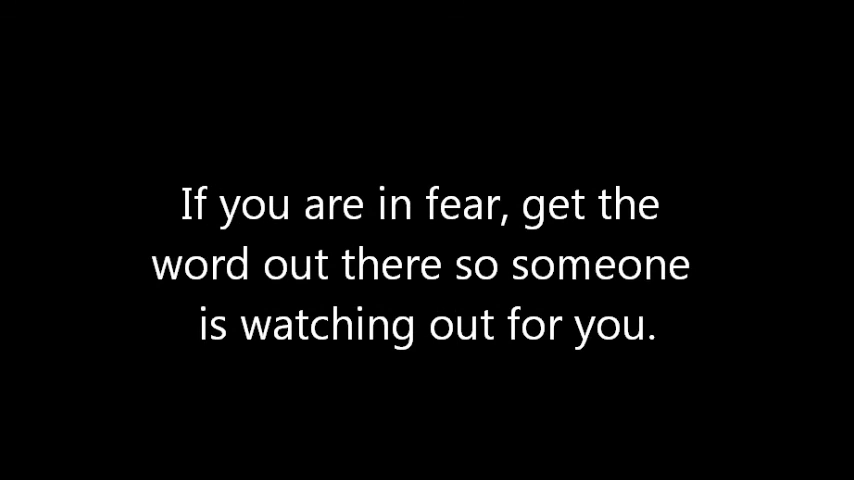 If you are in fear, get the
word out there so someone
is watching out for you.